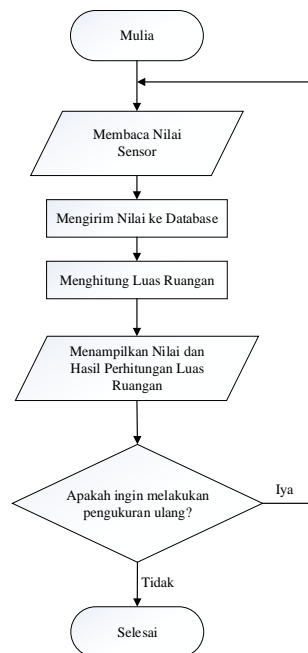 Mulia
Membaca Nilai
Sensor
Mengirim Nilai ke Database
Menghitung Luas Ruangan
Menampilkan Nilai dan
Hasil Perhitungan Luas
Ruangan
Apakah ingin melakukan
pengukuran ulang?
Iya
Tidak
Selesai